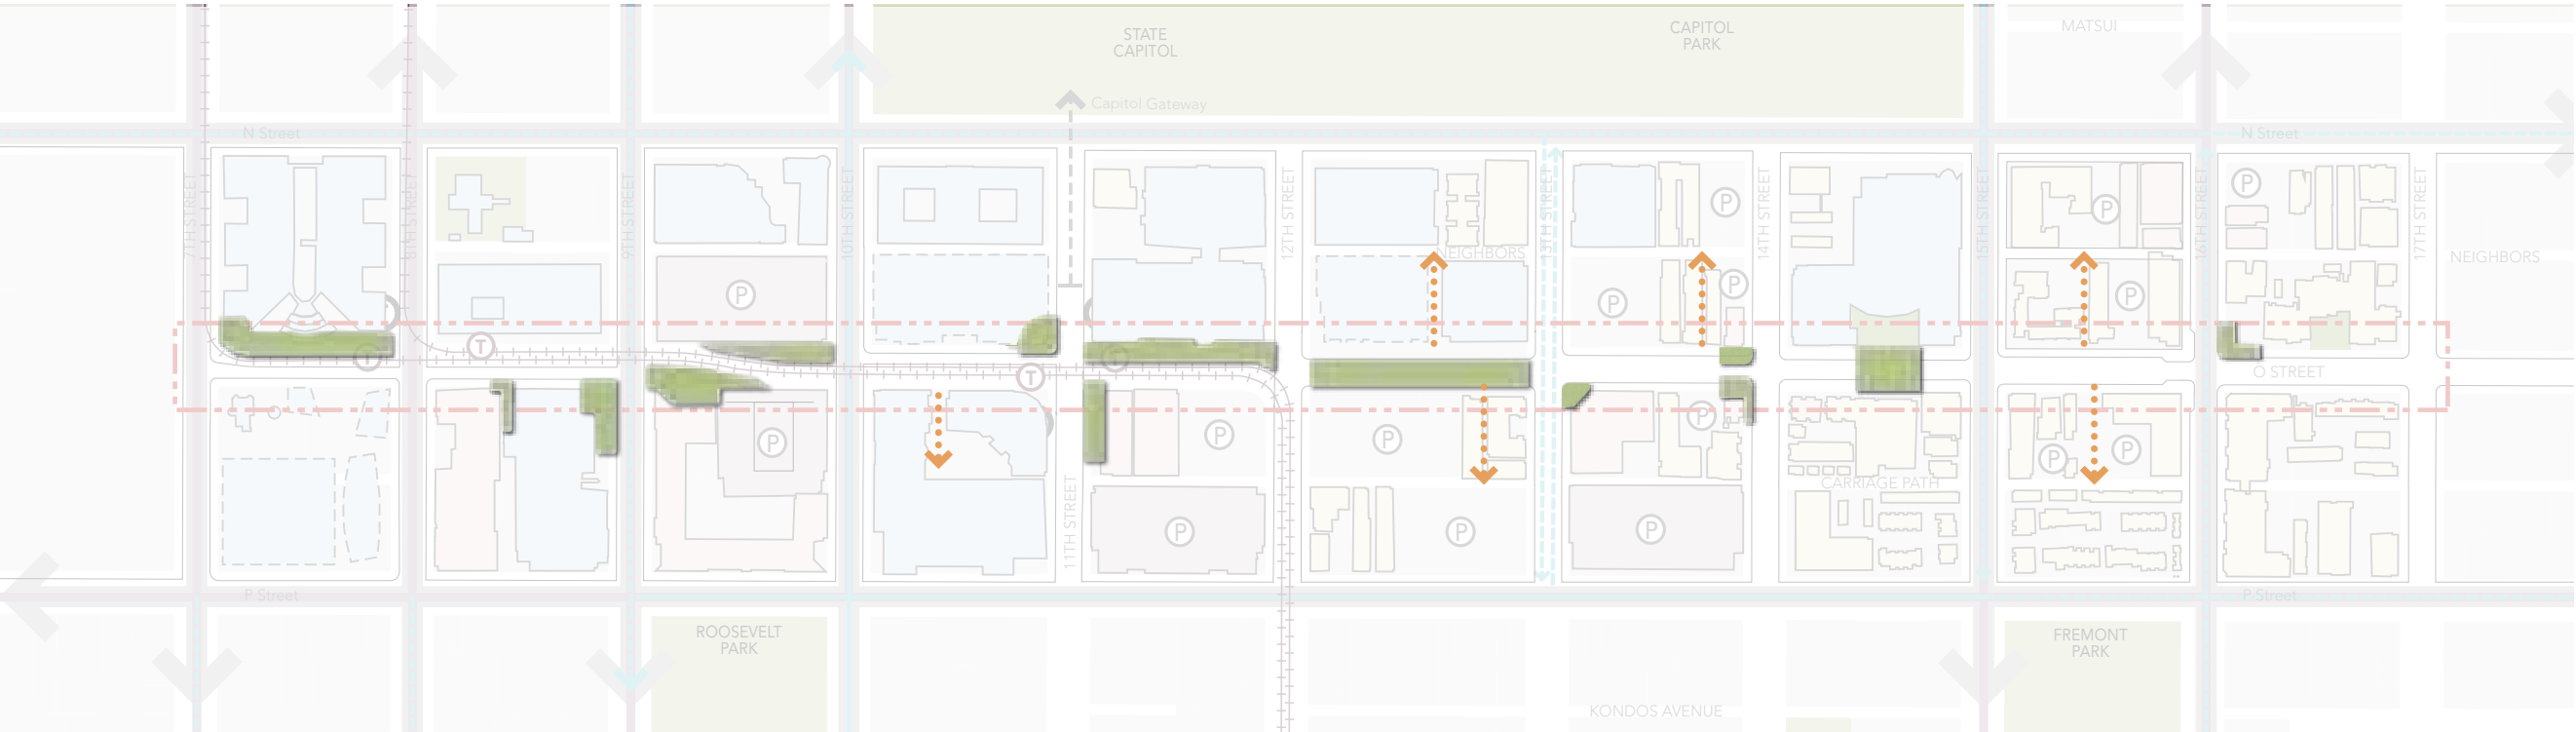 STATE
CAPITOL
CAPITOL
PARK
MATSUI
Capitol Gateway
N Street
N Street
7TH STREET
8TH STREET
9TH STREET
10TH STREET
12TH STREET
13TH STREET
14TH STREET
15TH STREET
16TH STREET
17TH STREET
P
P
P
NEIGHBORS
NEIGHBORS
P
P
P
P
T
T
T
T
O STREET
P
P
P
P
P
P
P
CARRIAGE PATH
11TH STREET
P
P
P
P Street
P Street
ROOSEVELT
PARK
FREMONT
PARK
KONDOS AVENUE